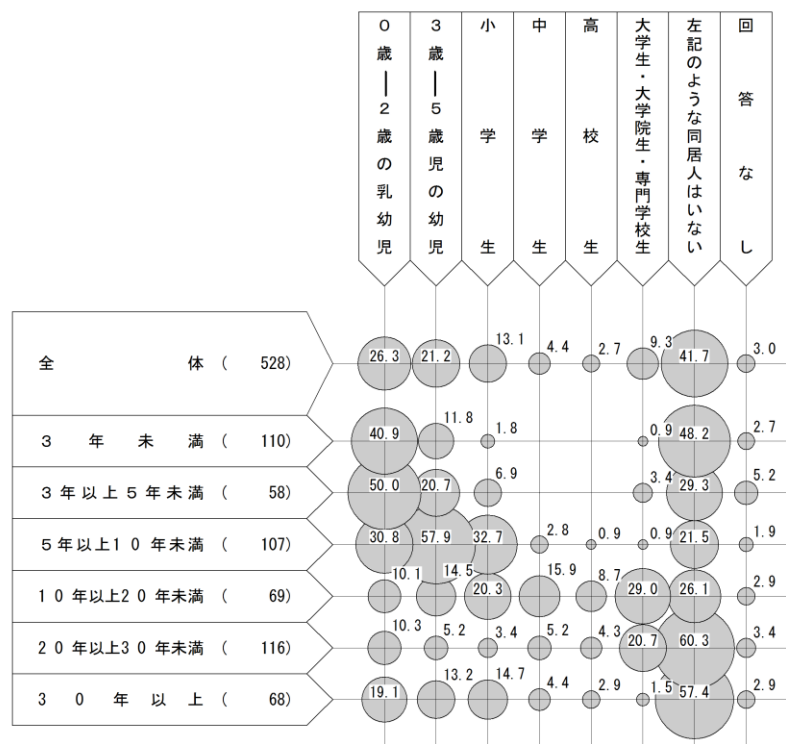 0歳―2歳の乳幼児
3歳―5歳児の幼児
小学生
中学生
高校生
大学生・大学院生・専門学校生
左記のような同居人はいない
回答なし
全体 ( 528)
26.3 21.2 13.1 4.4 2.7 9.3 41.7 3.0
3年未満 ( 110)
40.9 11.8 1.8 0.9 48.2 2.7
3年以上5年未満 ( 58)
50.0 20.7 6.9 3.4 29.3 5.2
5年以上10年未満 ( 107)
30.8 57.9 32.7 2.8 0.9 0.9 21.5 1.9
10年以上20年未満 ( 69)
10.1 14.5 20.3 15.9 8.7 29.0 26.1 2.9
20年以上30年未満 ( 116)
10.3 5.2 3.4 5.2 4.3 20.7 60.3 3.4
30年以上 ( 68)
19.1 13.2 14.7 4.4 2.9 1.5 57.4 2.9